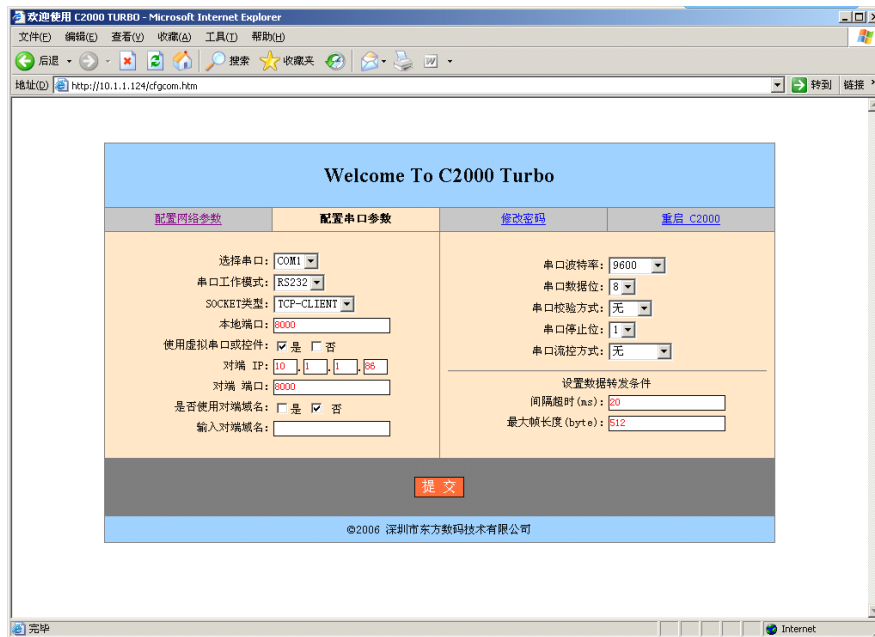 欢迎使用 C2000 TURBO - Microsoft Internet Explorer
文件(F) 编辑(E) 查看(V) 收藏(A) 工具(T) 帮助(H)
后退 搜索 收藏夹
地址(D) http://10.1.1.124/cfgcom.htm 转到 链接 »
Welcome To C2000 Turbo
配置网络参数 配置串口参数 修改密码 重启 C2000
选择串口: COM1
串口工作模式: RS232
SOCKET类型: TCP-CLIENT
本地端口: 8000
使用虚拟串口或控件: 是 否
对端 IP: 10 . 1 . 1 . 86
对端 端口: 8000
是否使用对端域名: 是 否
输入对端域名:
串口波特率: 9600
串口数据位: 8
串口校验方式: 无
串口停止位: 1
串口流控方式: 无
设置数据转发条件
间隔超时(ms): 20
最大帧长度(byte): 512
提 交
©2006 深圳市东方数码技术有限公司
完毕 Internet